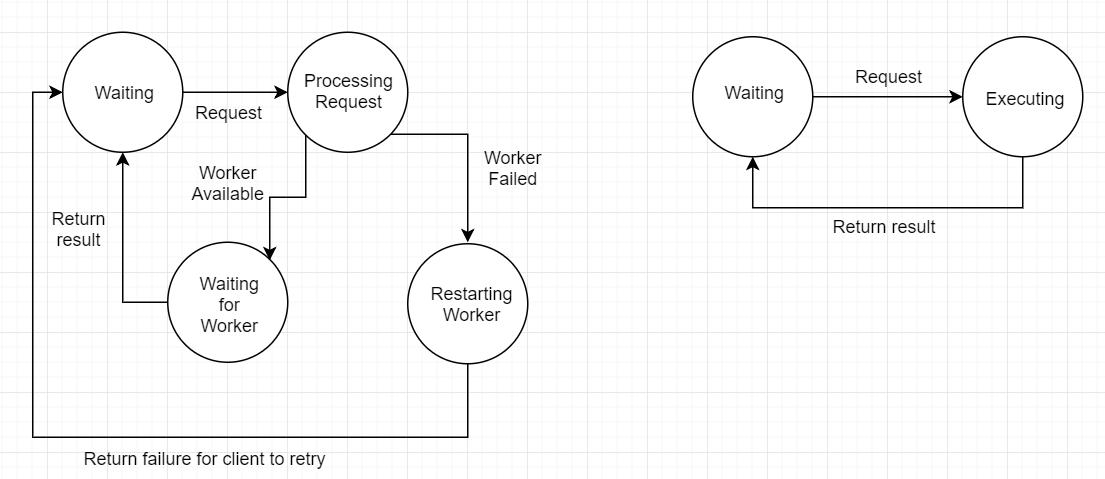 Waiting
Request
Processing
Request
Worker
Available
Worker
Failed
Return
result
Waiting
for
Worker
Restarting
Worker
Return failure for client to retry
Waiting
Request
Executing
Return result